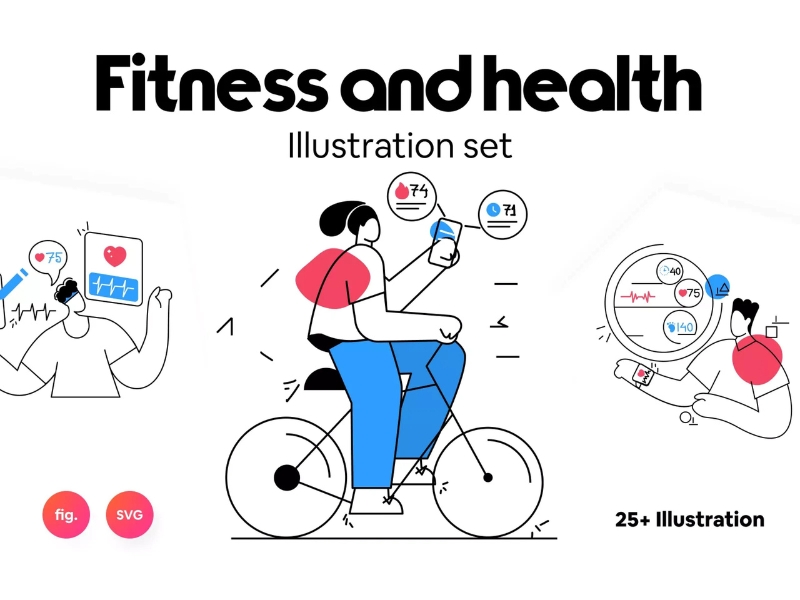 Fitness and health
Illustration set
74
71
75
40
75
140
fig.
SVG
25+ Illustration